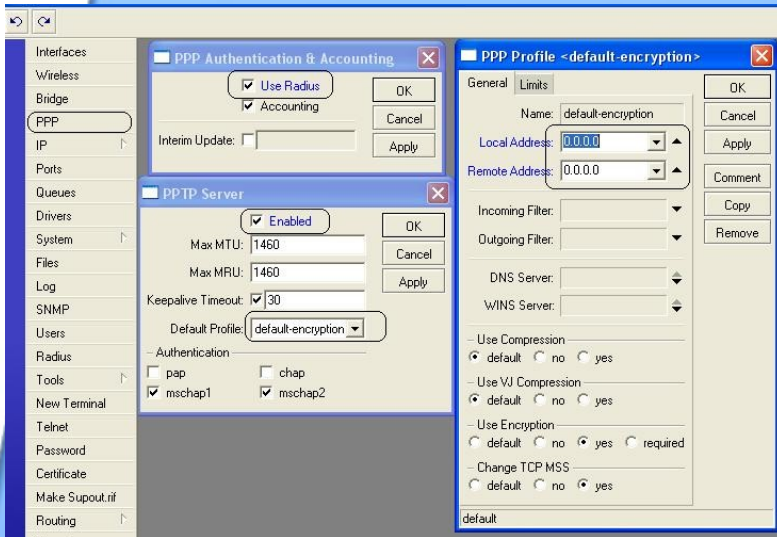 Interfaces
Wireless
Bridge
PPP
IP
Ports
Queues
Drivers
System
Files
Log
SNMP
Users
Radius
Tools
New Terminal
Telnet
Password
Certificate
Make Supout.rif
Routing
PPP Authentication & Accounting
Use Radius
Accounting
Interim Update:
OK
Cancel
Apply
PPTP Server
Enabled
Max MTU: 1460
Max MRU: 1460
Keepalive Timeout: 30
Default Profile: default-encryption
Authentication
pap chap
mschap1 mschap2
OK
Cancel
Apply
PPP Profile <default-encryption>
General Limits
Name: default-encryption
Local Address: 0.0.0.0
Remote Address: 0.0.0.0
Incoming Filter:
Outgoing Filter:
DNS Server:
WINS Server:
Use Compression
default no yes
Use VJ Compression
default no yes
Use Encryption
default no yes required
Change TCP MSS
default no yes
default
OK
Cancel
Apply
Comment
Copy
Remove